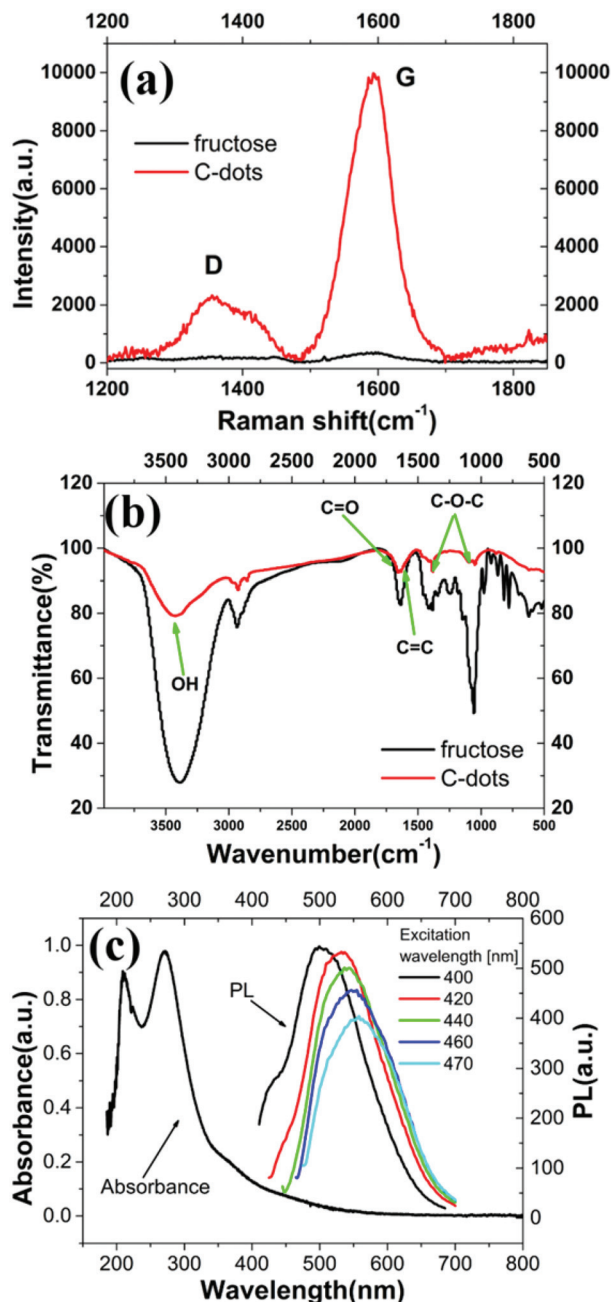 1200 1400 1600 1800
(a)
G
D
fructose
C-dots
10000 10000
8000 8000
6000 6000
4000 4000
2000 2000
0 0
Intensity(a.u.)
1200 1400 1600 1800
Raman shift(cm-1)
3500 3000 2500 2000 1500 1000 500
(b)
120 120
100 100
80 80
60 60
40 40
20 20
C=O
C-O-C
C=C
OH
fructose
C-dots
Transmittance(%)
3500 3000 2500 2000 1500 1000 500
Wavenumber(cm-1)
200 300 400 500 600 700 800
(c)
Excitation
wavelength [nm]
400
420
440
460
470
PL
Absorbance
1.0
0.8
0.6
0.4
0.2
0.0
600
500
400
300
200
100
0
Absorbance(a.u.)
PL(a.u.)
200 300 400 500 600 700 800
Wavelength(nm)